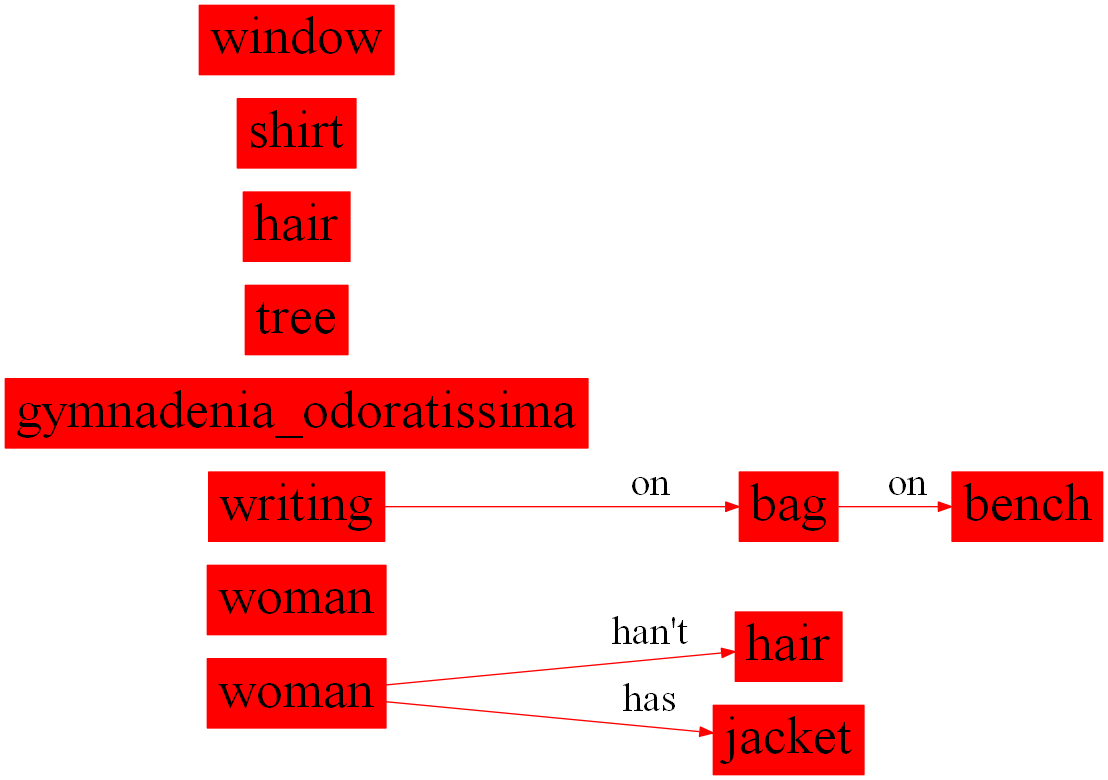 window
shirt
hair
tree
gymnadenia_odoratissima
writing on bag on bench
woman
woman han't hair
has jacket